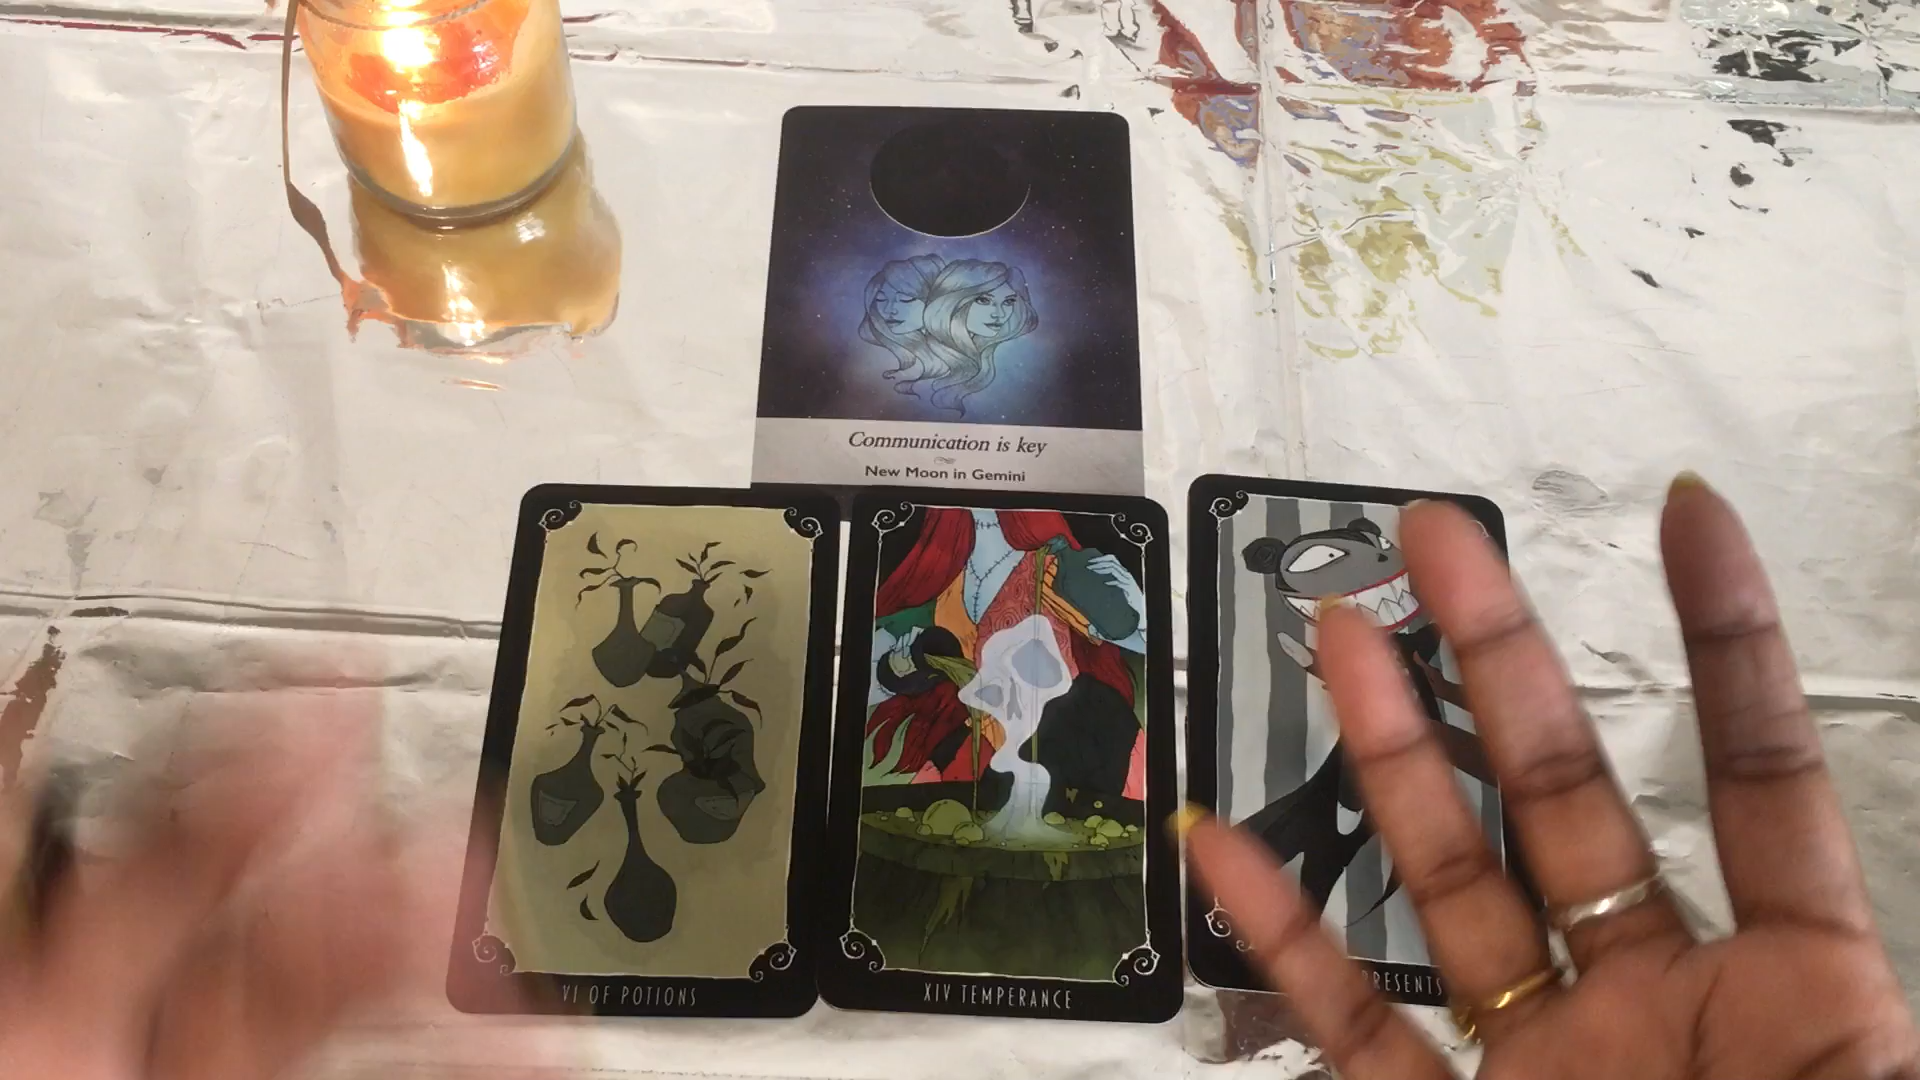 Communication is key
New Moon in Gemini
VI OF POTIONS
XIV TEMPERANCE
PRESENTS